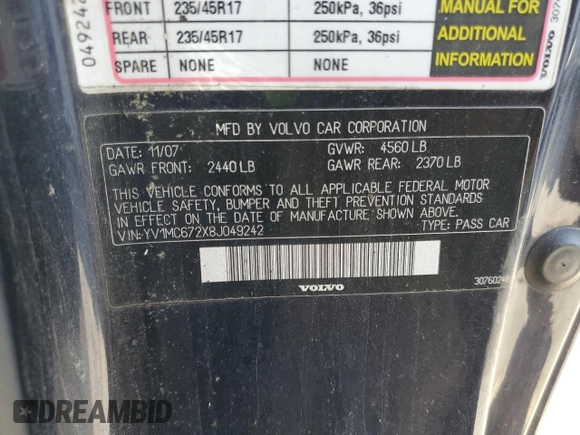 FRONT 235/45R17 250kPa, 36psi MANUAL FOR
REAR 235/45R17 250kPa, 36psi ADDITIONAL
SPARE NONE NONE INFORMATION
VOLVO
MFD BY VOLVO CAR CORPORATION
DATE: 11/07 GVWR: 4560 LB
GAWR FRONT: 2440 LB GAWR REAR: 2370 LB
THIS VEHICLE CONFORMS TO ALL APPLICABLE FEDERAL MOTOR
VEHICLE SAFETY, BUMPER AND THEFT PREVENTION STANDARDS
IN EFFECT ON THE DATE OF MANUFACTURE SHOWN ABOVE.
VIN: YV1MC672X8J049242 TYPE: PASS CAR
VOLVO
30760248
DREAMBID